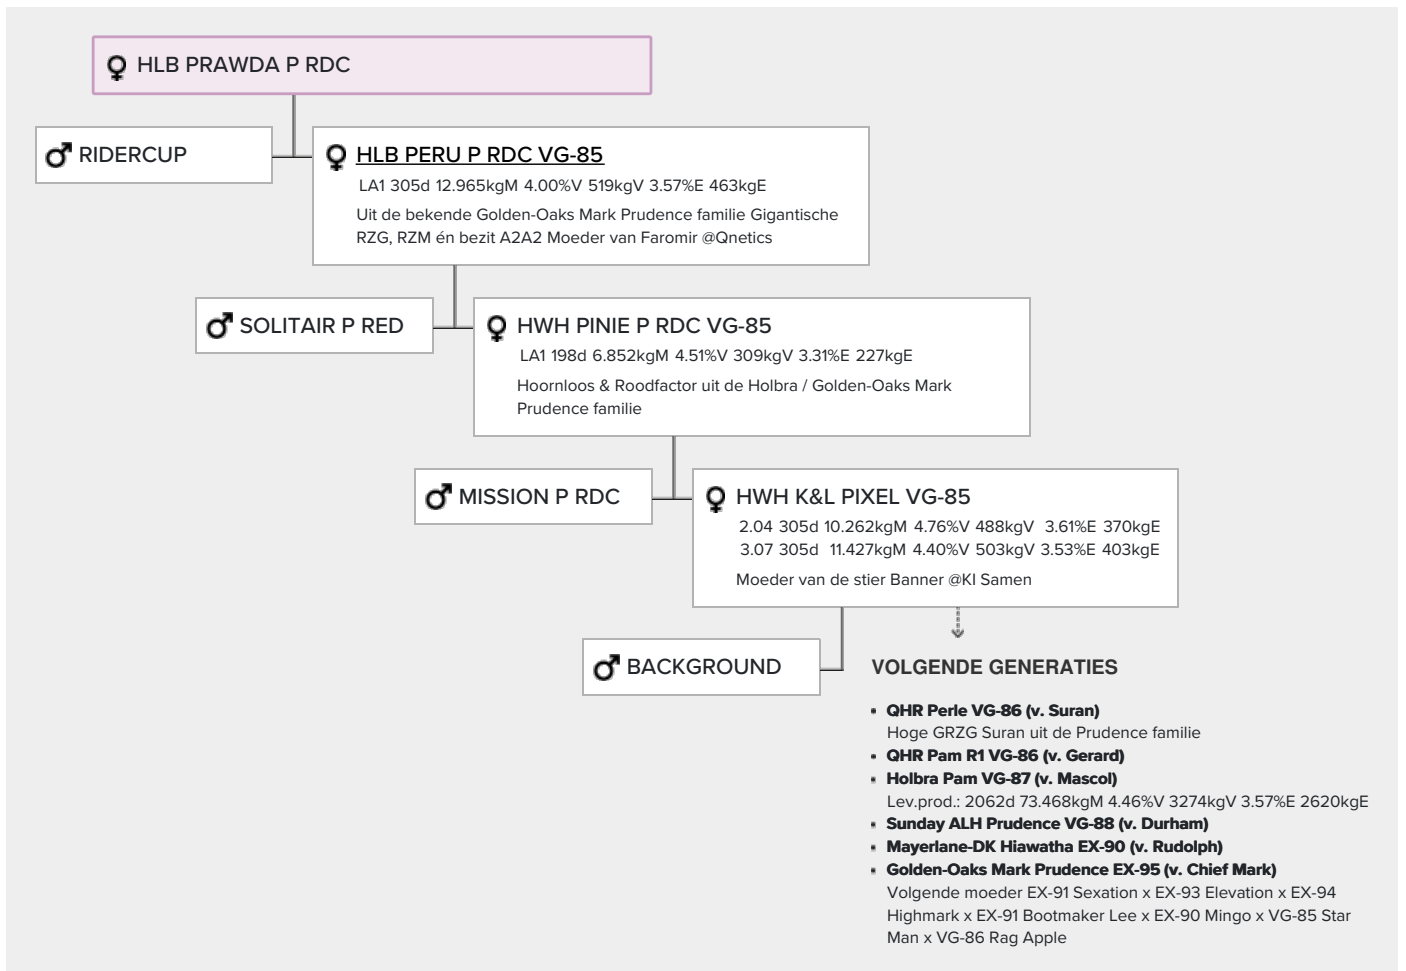 HLB PRAWDA P RDC
RIDERCUP
HLB PERU P RDC VG-85
LA1 305d 12.965kgM 4.00%V 519kgV 3.57%E 463kgE
Uit de bekende Golden-Oaks Mark Prudence familie Gigantische
RZG, RZM én bezit A2A2 Moeder van Faromir @Qnetics
SOLITAIR P RED
HWH PINIE P RDC VG-85
LA1 198d 6.852kgM 4.51%V 309kgV 3.31%E 227kgE
Hoornloos & Roodfactor uit de Holbra / Golden-Oaks Mark
Prudence familie
MISSION P RDC
HWH K&L PIXEL VG-85
2.04 305d 10.262kgM 4.76%V 488kgV 3.61%E 370kgE
3.07 305d 11.427kgM 4.40%V 503kgV 3.53%E 403kgE
Moeder van de stier Banner @KI Samen
BACKGROUND
VOLGENDE GENERATIES
QHR Perle VG-86 (v. Suran)
Hoge GRZG Suran uit de Prudence familie
QHR Pam R1 VG-86 (v. Gerard)
Holbra Pam VG-87 (v. Mascol)
Lev.prod.: 2062d 73.468kgM 4.46%V 3274kgV 3.57%E 2620kgE
Sunday ALH Prudence VG-88 (v. Durham)
Mayerlane-DK Hiawatha EX-90 (v. Rudolph)
Golden-Oaks Mark Prudence EX-95 (v. Chief Mark)
Volgende moeder EX-91 Sexation x EX-93 Elevation x EX-94
Highmark x EX-91 Bootmaker Lee x EX-90 Mingo x VG-85 Star
Man x VG-86 Rag Apple